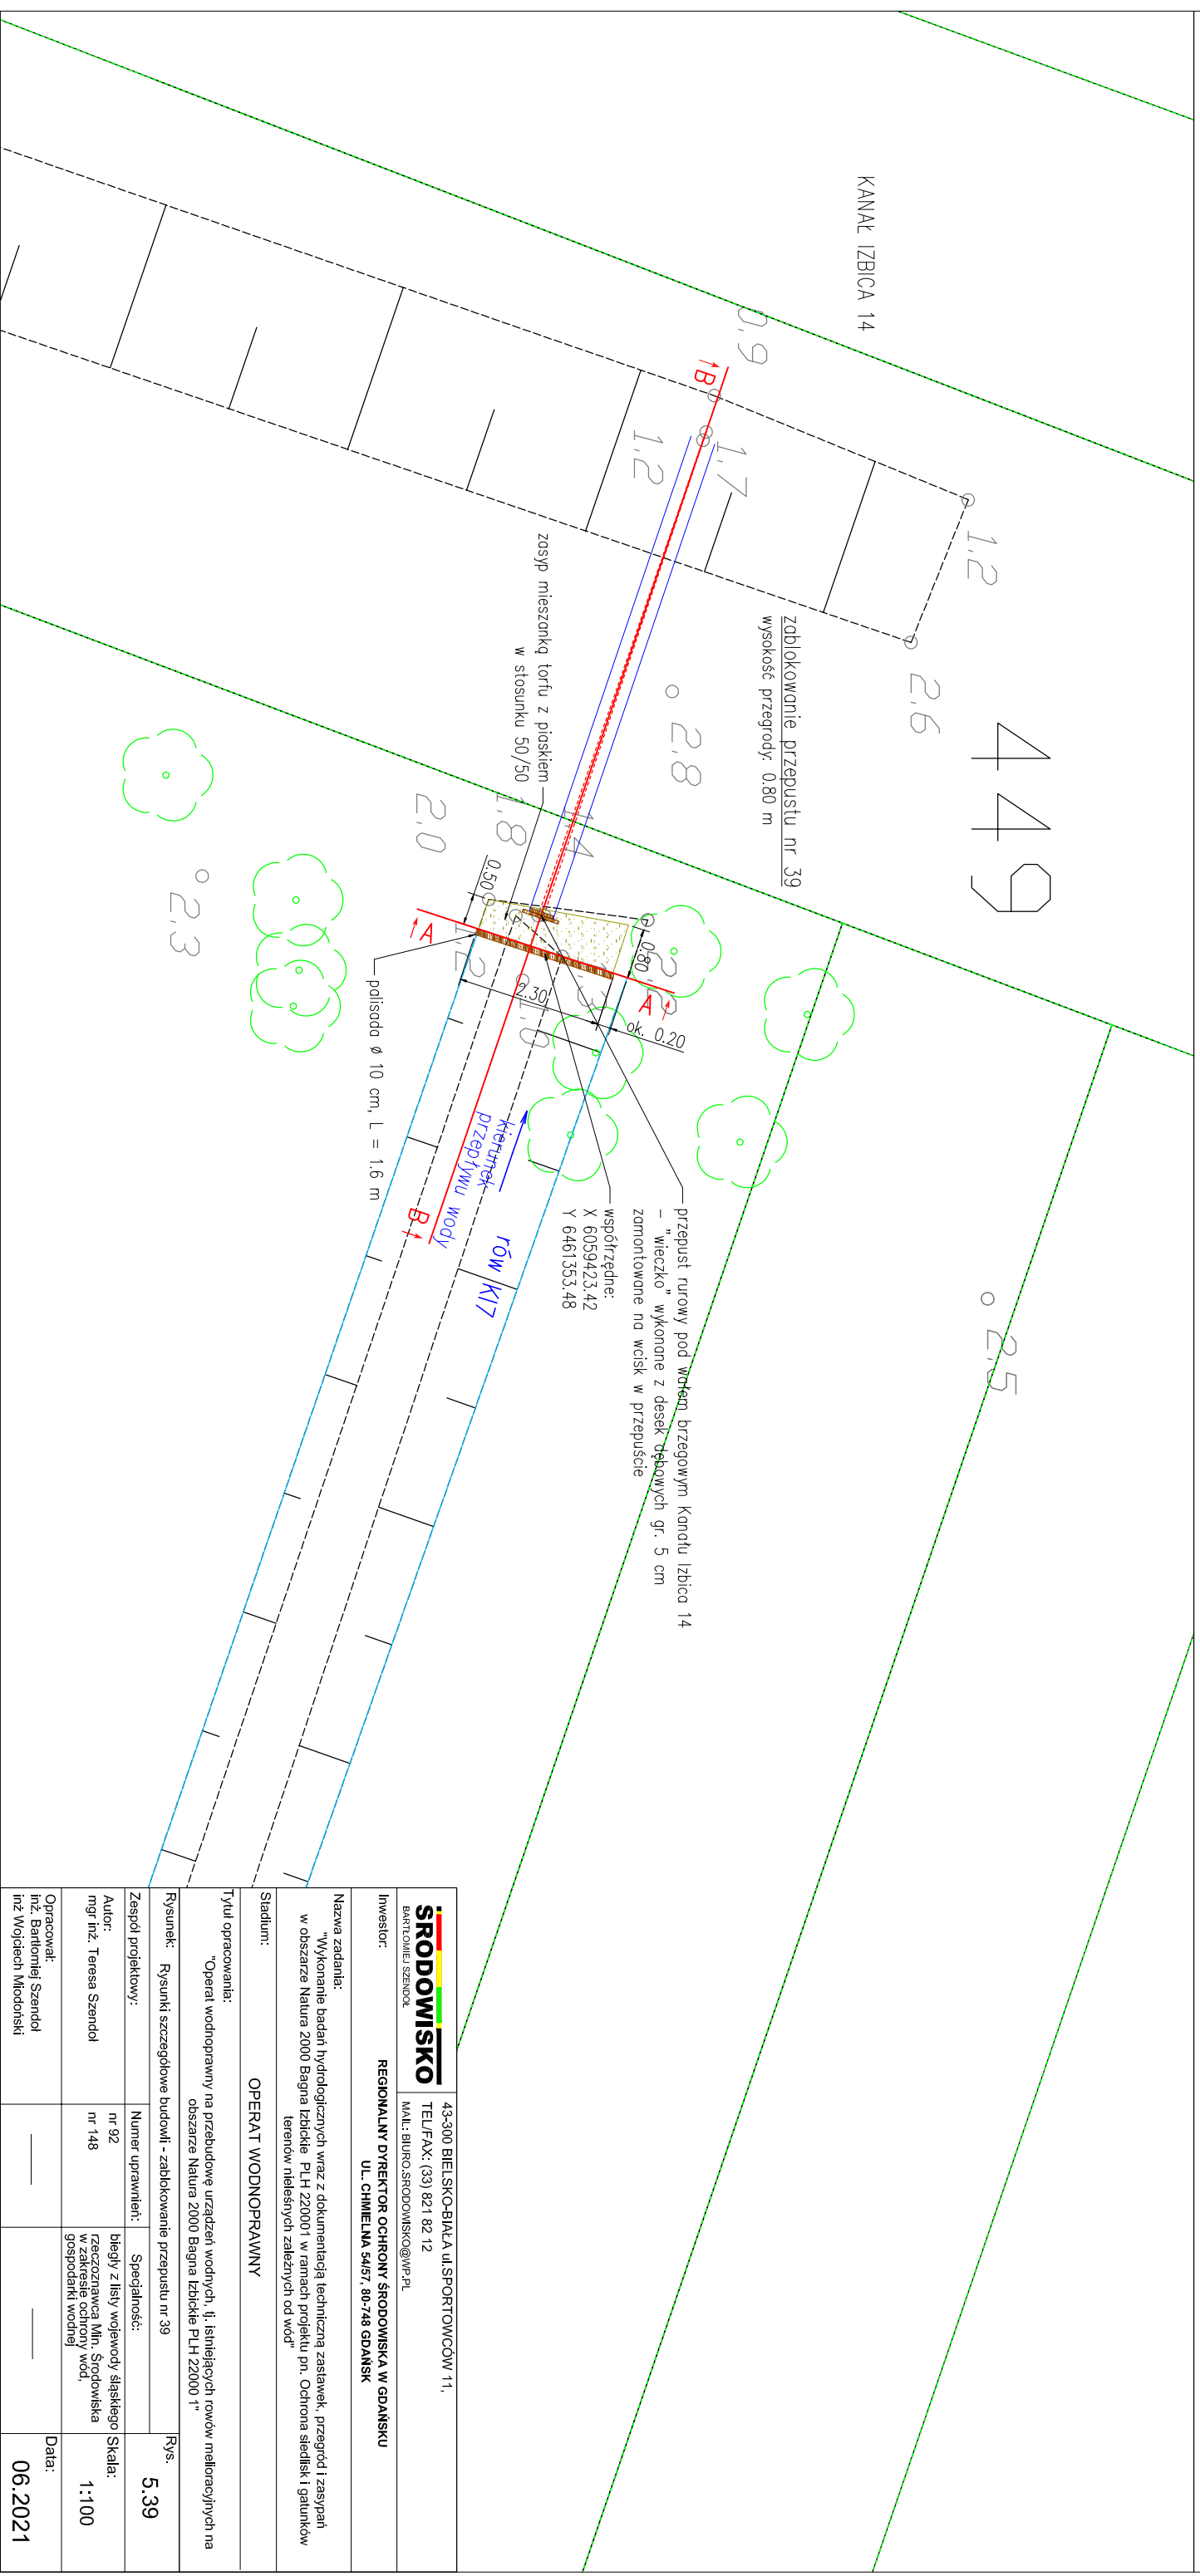 KANAŁ IZBICA 14
449
zablokowanie przepustu nr 39
wysokość przegrody: 0.80 m
0.9
1.7
1.2
1.2
2.6
2.8
1.4
1.8
2.0
2.3
2.5
1.2
zasyp mieszanką torfu z piaskiem
w stosunku 50/50
B
A
A
B
0.50
0.80
2.30
ok. 0.20
palisada Ø 10 cm, L = 1.6 m
kierunek
przepływu wody
rów K17
przepust rurowy pod wałem brzegowym Kanału Izbica 14
- "wieczko" wykonane z desek dębowych gr. 5 cm
zamontowane na wcisk w przepuście
współrzędne:
X 6059423.42
Y 6461353.48
ŚRODOWISKO
BARTŁOMIEJ SZENDOŁ
43-300 BIELSKO-BIAŁA ul.SPORTOWCÓW 11,
TEL/FAX: (33) 821 82 12
MAIL: BIURO.SRODOWISKO@WP.PL
Inwestor:
REGIONALNY DYREKTOR OCHRONY ŚRODOWISKA W GDAŃSKU
UL. CHMIELNA 54/57, 80-748 GDAŃSK
Nazwa zadania:
"Wykonanie badań hydrologicznych wraz z dokumentacją techniczną zastawek, przegród i zasypań
w obszarze Natura 2000 Bagna Izbickie PLH 220001 w ramach projektu pn. Ochrona siedlisk i gatunków
terenów nieleśnych zależnych od wód"
Stadium:
OPERAT WODNOPRAWNY
Tytuł opracowania:
"Operat wodnoprawny na przebudowę urządzeń wodnych, tj. istniejących rowów melioracyjnych na
obszarze Natura 2000 Bagna Izbickie PLH 22000 1"
Rysunek: Rysunki szczegółowe budowli - zablokowanie przepustu nr 39
Rys.
5.39
Zespół projektowy:
Numer uprawnień:
Specjalność:
Autor:
mgr inż. Teresa Szendoł
nr 92
nr 148
biegły z listy wojewody śląskiego
rzeczoznawca Min. Środowiska
w zakresie ochrony wód,
gospodarki wodnej
Skala:
1:100
Opracował:
inż. Bartłomiej Szendoł
inż Wojciech Miodoński
Data:
06.2021